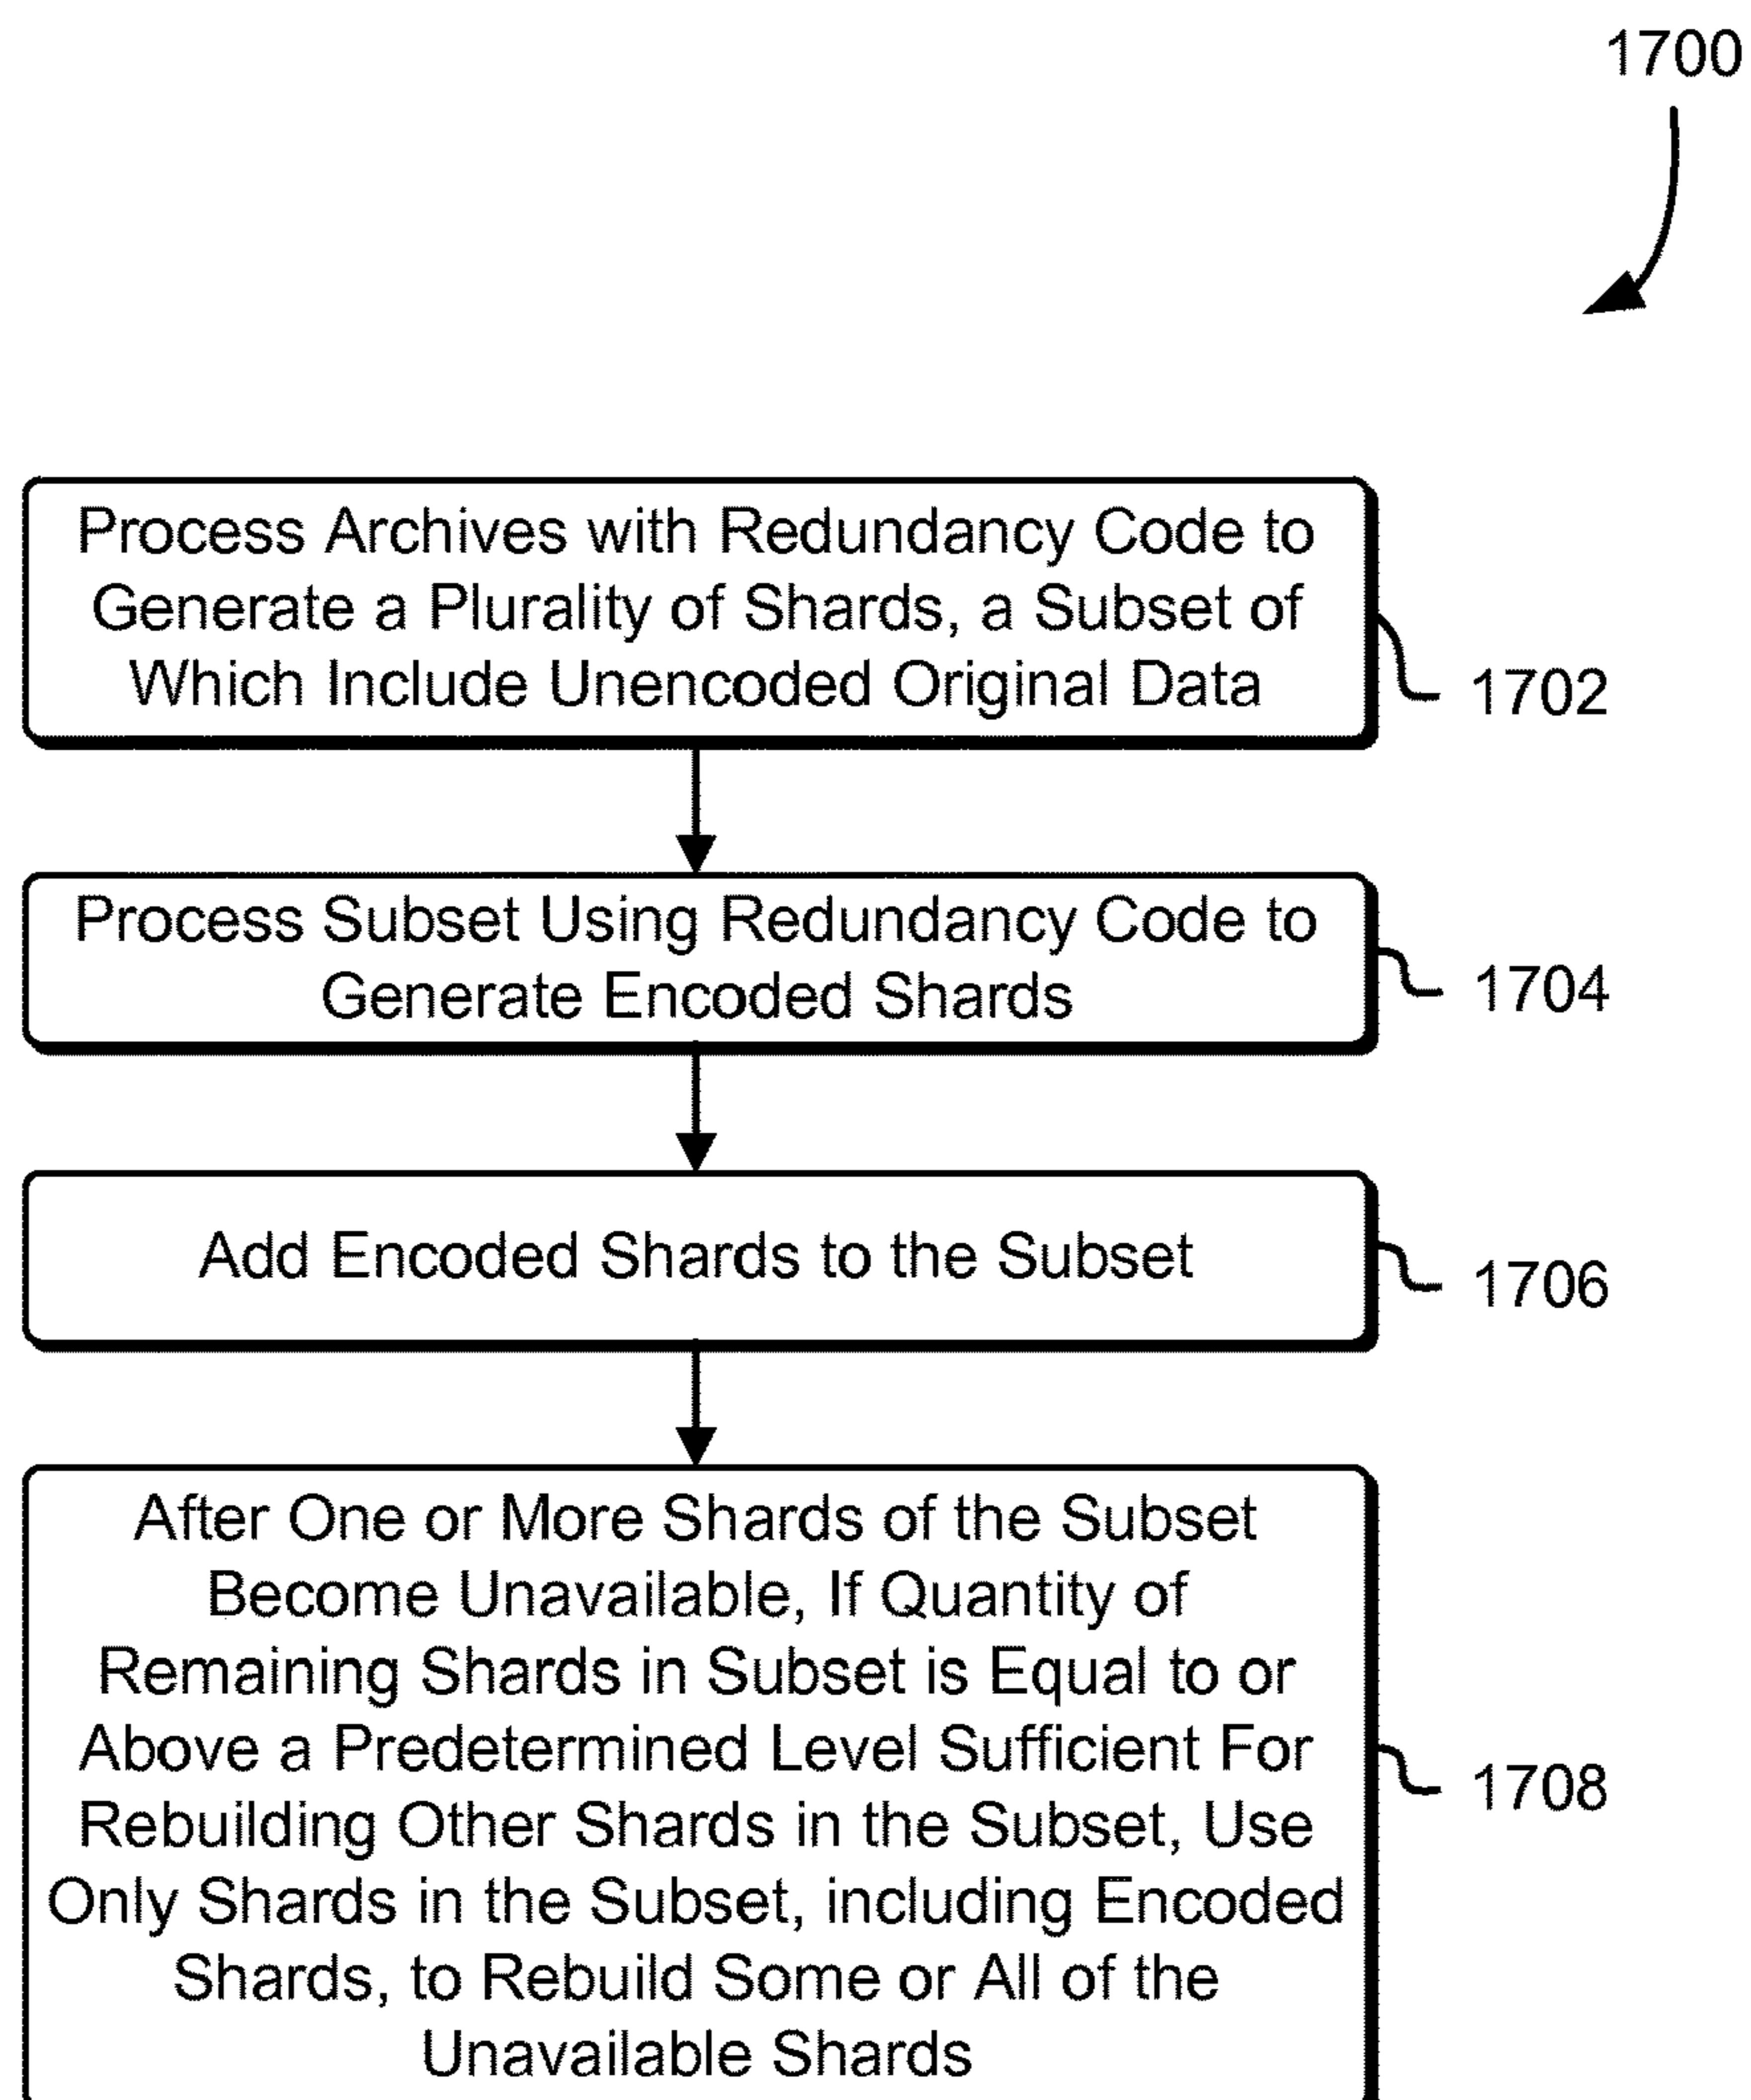 1700
Process Archives with Redundancy Code to
Generate a Plurality of Shards, a Subset of
Which Include Unencoded Original Data
1702
Process Subset Using Redundancy Code to
Generate Encoded Shards
1704
Add Encoded Shards to the Subset
1706
After One or More Shards of the Subset
Become Unavailable, If Quantity of
Remaining Shards in Subset is Equal to or
Above a Predetermined Level Sufficient For
Rebuilding Other Shards in the Subset, Use
Only Shards in the Subset, including Encoded
Shards, to Rebuild Some or All of the
Unavailable Shards
1708